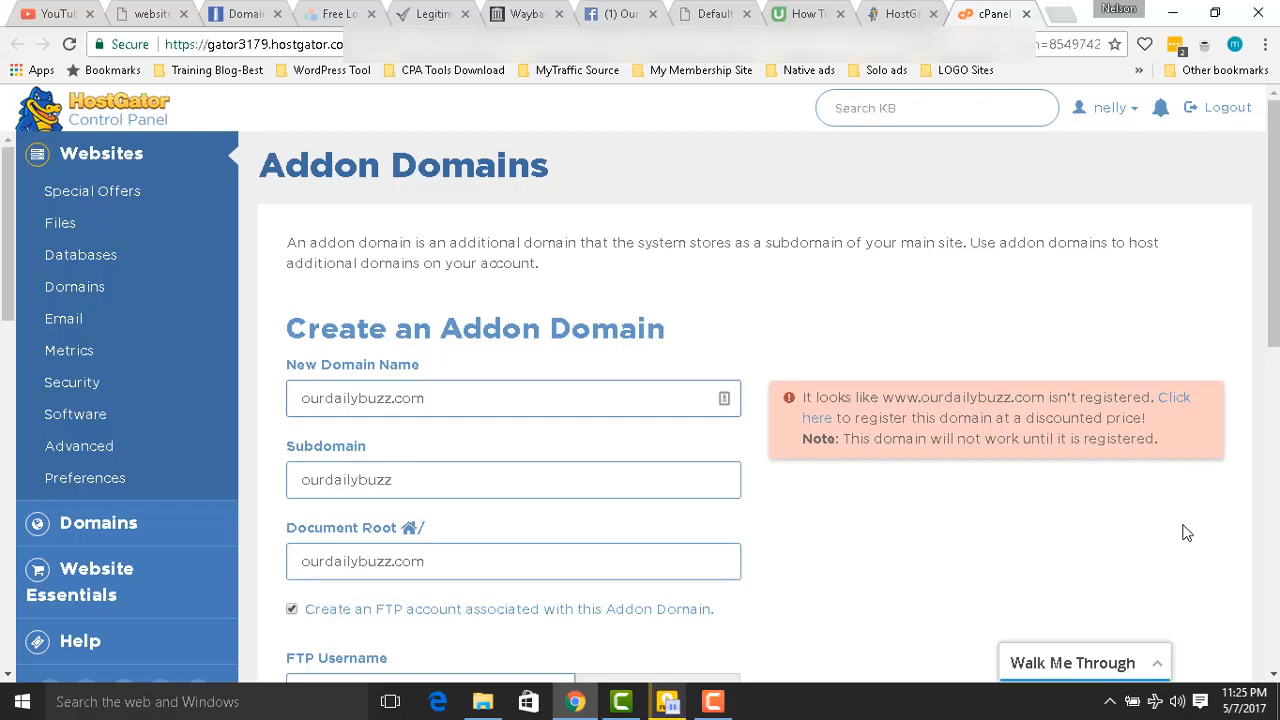 YouTu
website
Domai
Free Lo
Legitin
Wayba
(1) Our
Default
How To
Hoste
cPanel
Nelson
Secure https://gator3179.hostgator.co
=8549742
2
m
Apps Bookmarks Training Blog-Best WordPress Tool CPA Tools Download MyTraffic Source My Membership Site Native ads Solo ads LOGO Sites » Other bookmarks
HostGator
Control Panel
Search KB
nelly
Logout
Websites
Special Offers
Files
Databases
Domains
Email
Metrics
Security
Software
Advanced
Preferences
Domains
Website
Essentials
Help
Addon Domains
An addon domain is an additional domain that the system stores as a subdomain of your main site. Use addon domains to host
additional domains on your account.
Create an Addon Domain
New Domain Name
ourdailybuzz.com
It looks like www.ourdailybuzz.com isn't registered. Click
here to register this domain at a discounted price!
Note: This domain will not work until it is registered.
Subdomain
ourdailybuzz
Document Root /
ourdailybuzz.com
Create an FTP account associated with this Addon Domain.
FTP Username
Walk Me Through
Search the web and Windows
11:25 PM
5/7/2017